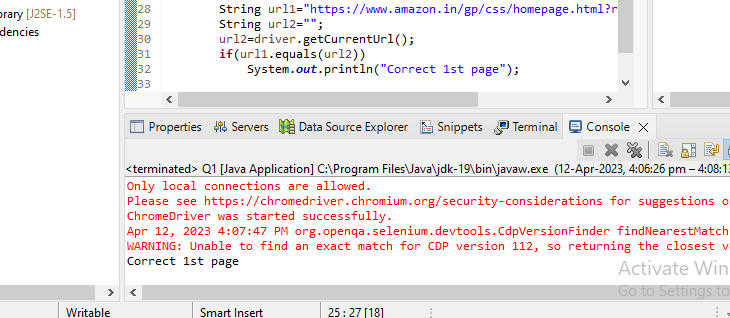 brary [J2SE-1.5]
dencies
28 String url1="https://www.amazon.in/gp/css/homepage.html?r
29 String url2="";
30 url2=driver.getCurrentUrl();
31 if(url1.equals(url2))
32 System.out.println("Correct 1st page");
33
Properties Servers Data Source Explorer Snippets Terminal Console
<terminated> Q1 [Java Application] C:\Program Files\Java\jdk-19\bin\javaw.exe (12-Apr-2023, 4:06:26 pm – 4:08:13
Only local connections are allowed.
Please see https://chromedriver.chromium.org/security-considerations for suggestions o
ChromeDriver was started successfully.
Apr 12, 2023 4:07:47 PM org.openqa.selenium.devtools.CdpVersionFinder findNearestMatch
WARNING: Unable to find an exact match for CDP version 112, so returning the closest v
Correct 1st page
Activate Win
Go to Settings to
Writable Smart Insert 25 : 27 [18]